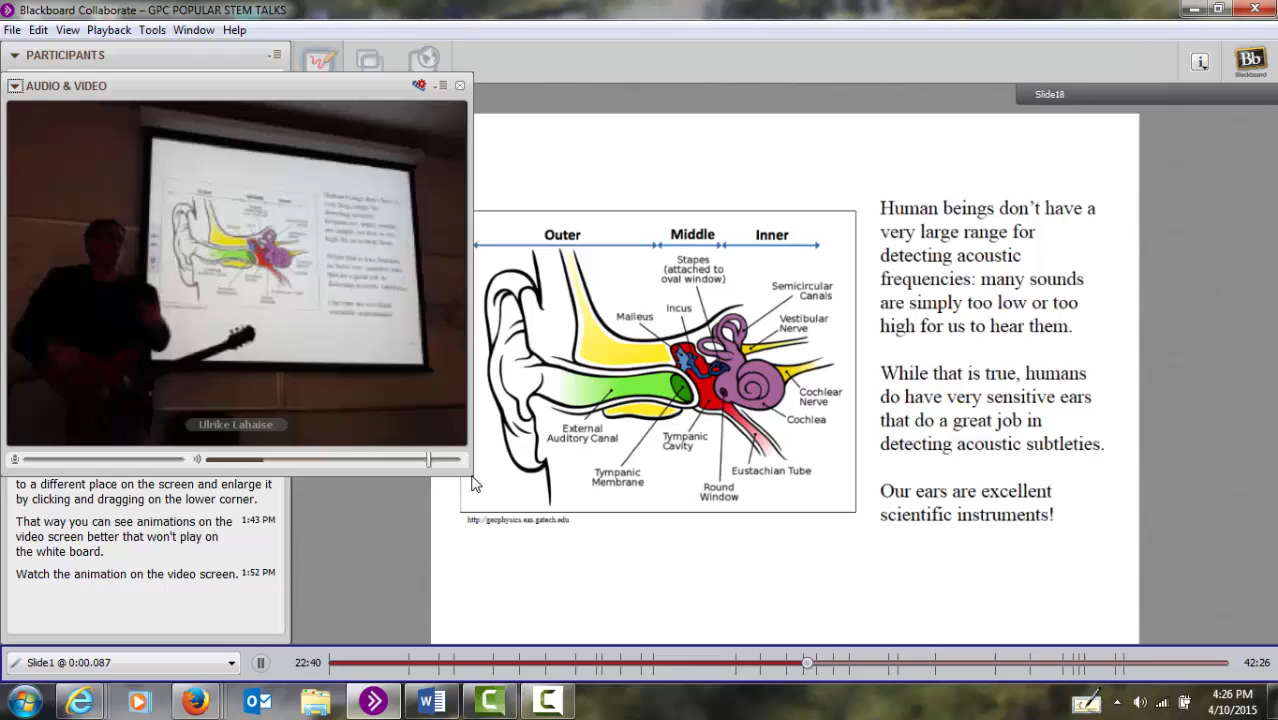 Blackboard Collaborate – GPC POPULAR STEM TALKS
File Edit View Playback Tools Window Help
PARTICIPANTS
AUDIO & VIDEO
Ulrike Lahaise
to a different place on the screen and enlarge it
by clicking and dragging on the lower corner.
That way you can see animations on the 1:43 PM
video screen better that won't play on
the white board.
Watch the animation on the video screen. 1:52 PM
Bb
Blackboard
Slide18
Outer Middle Inner
Stapes
(attached to
oval window)
Semicircular
Canals
Incus
Malleus
Vestibular
Nerve
Cochlear
Nerve
Cochlea
External
Auditory Canal
Tympanic
Cavity
Tympanic
Membrane
Eustachian Tube
Round
Window
http://geophysics.eas.gatech.edu
Human beings don't have a
very large range for
detecting acoustic
frequencies: many sounds
are simply too low or too
high for us to hear them.
While that is true, humans
do have very sensitive ears
that do a great job in
detecting acoustic subtleties.
Our ears are excellent
scientific instruments!
Slide1 @ 0:00.087
22:40
42:26
4:26 PM
4/10/2015